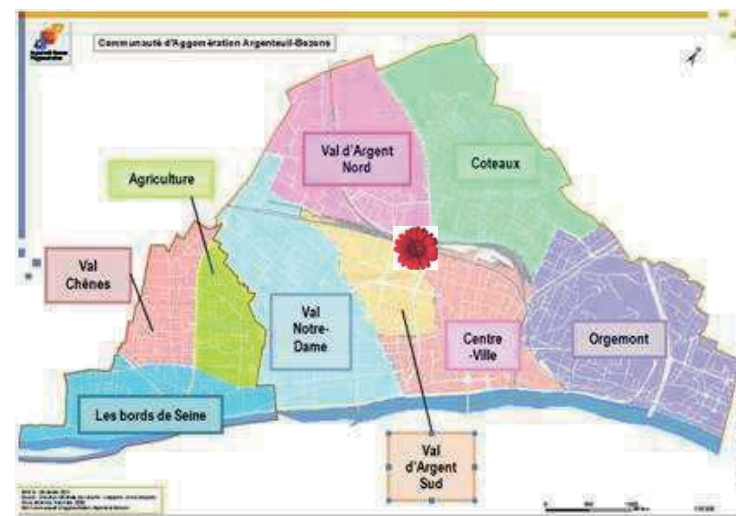 Communauté d'Agglomération Argenteuil-Bezons
Val d'Argent
Nord
Coteaux
Agriculture
Val
Chênes
Val
Notre-
Dame
Centre
-Ville
Orgemont
Les bords de Seine
Val
d'Argent
Sud